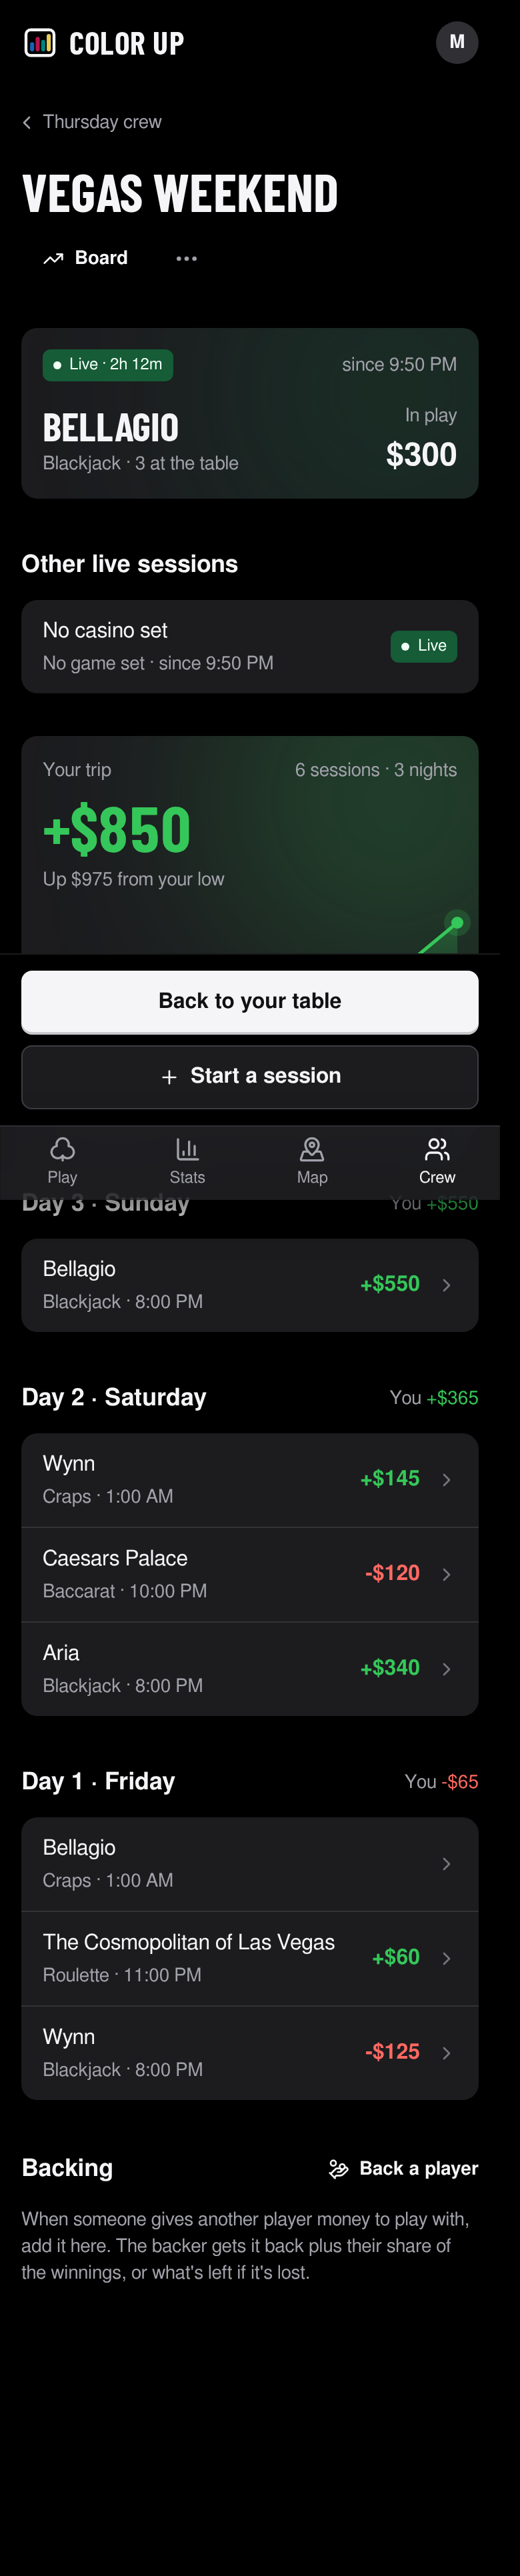 COLOR UP
M
Thursday crew
VEGAS WEEKEND
Board
Live · 2h 12m
since 9:50 PM
BELLAGIO
In play
Blackjack · 3 at the table
$300
Other live sessions
No casino set
No game set · since 9:50 PM
Live
Your trip
6 sessions · 3 nights
+$850
Up $975 from your low
Back to your table
+ Start a session
Play
Stats
Map
Crew
Day 3 · Sunday
You +$550
Bellagio
Blackjack · 8:00 PM
+$550
Day 2 · Saturday
You +$365
Wynn
Craps · 1:00 AM
+$145
Caesars Palace
Baccarat · 10:00 PM
-$120
Aria
Blackjack · 8:00 PM
+$340
Day 1 · Friday
You -$65
Bellagio
Craps · 1:00 AM
The Cosmopolitan of Las Vegas
Roulette · 11:00 PM
+$60
Wynn
Blackjack · 8:00 PM
-$125
Backing
Back a player
When someone gives another player money to play with,
add it here. The backer gets it back plus their share of
the winnings, or what's left if it's lost.